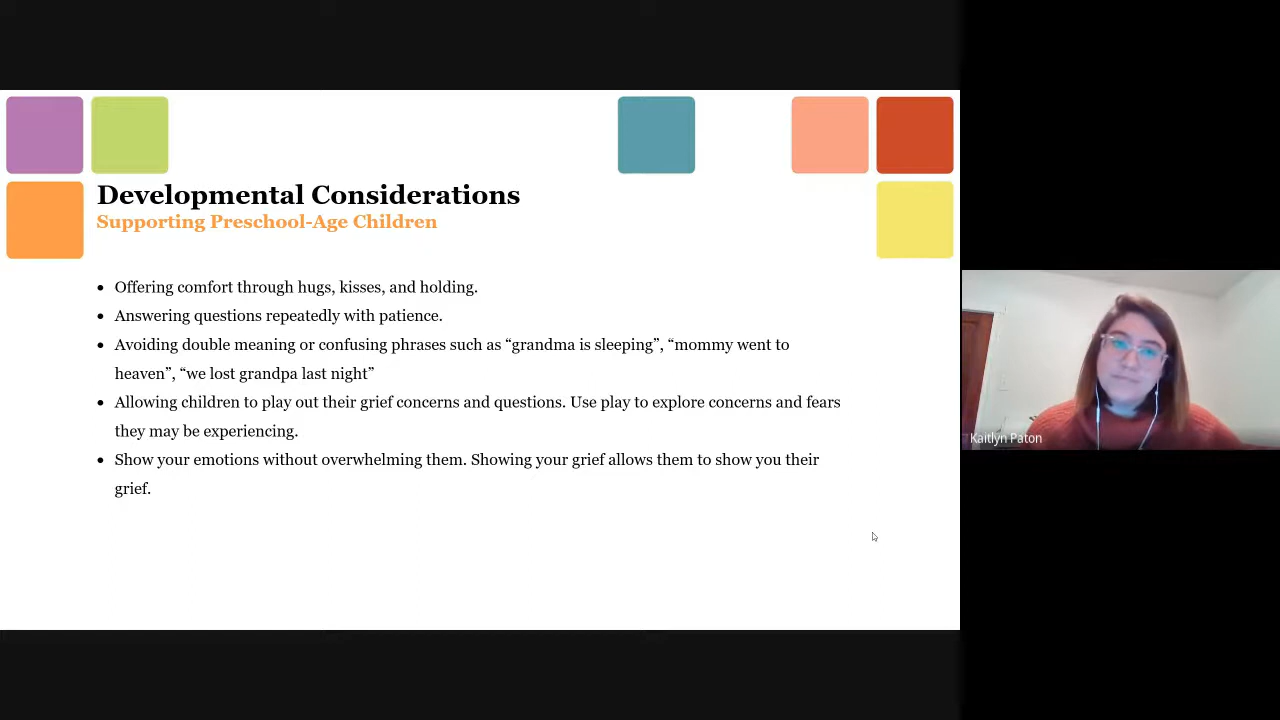 Developmental Considerations
Supporting Preschool-Age Children
• Offering comfort through hugs, kisses, and holding.
• Answering questions repeatedly with patience.
• Avoiding double meaning or confusing phrases such as “grandma is sleeping”, “mommy went to
heaven”, “we lost grandpa last night”
• Allowing children to play out their grief concerns and questions. Use play to explore concerns and fears
they may be experiencing.
• Show your emotions without overwhelming them. Showing your grief allows them to show you their
grief.
Kaitlyn Paton